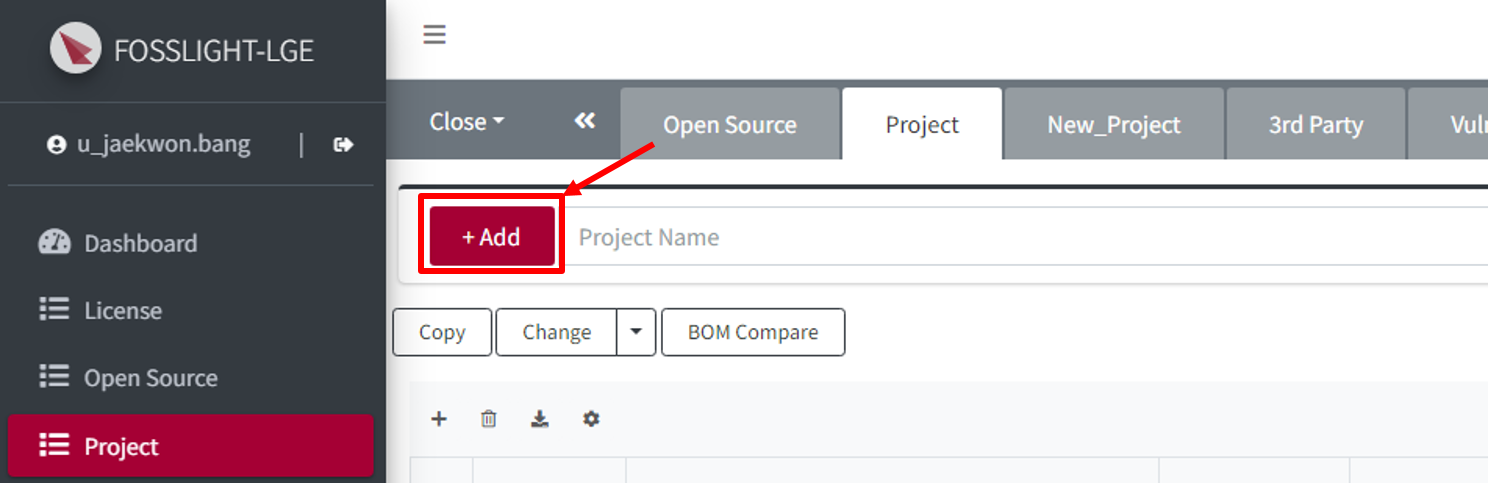 FOSSLIGHT-LGE
u_jaekwon.bang |
Dashboard
License
Open Source
Project
Close
Open Source
Project
New_Project
3rd Party
Vul
+ Add
Project Name
Copy
Change
BOM Compare